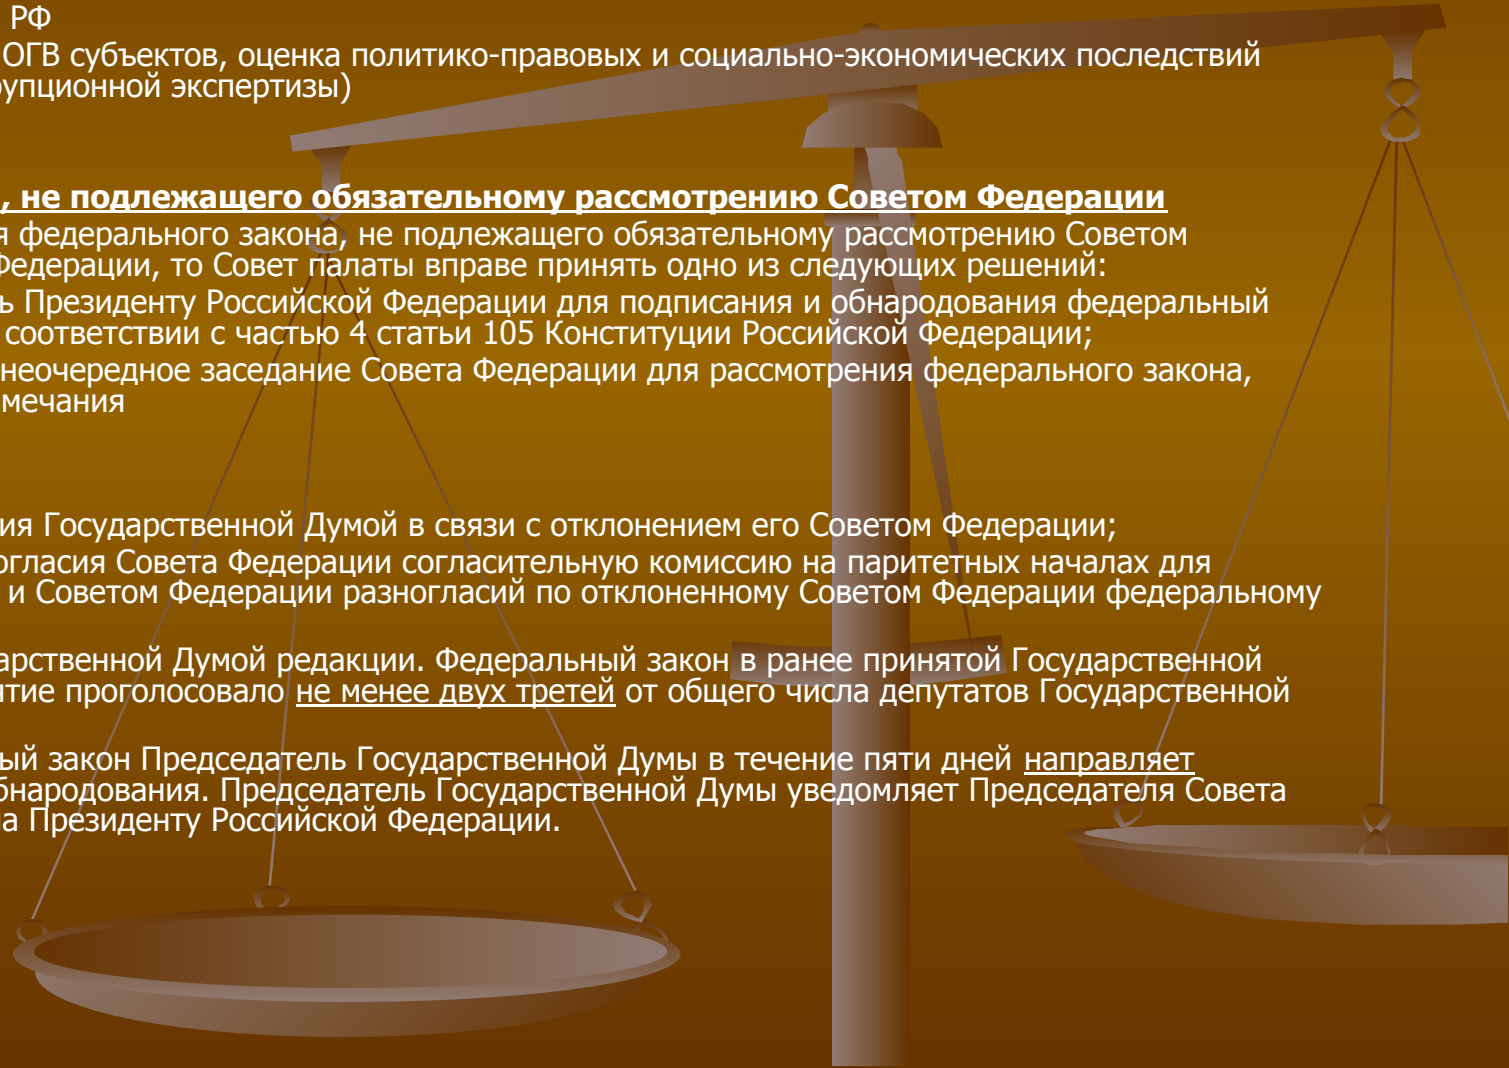 РФ
ОГВ субъектов, оценка политико-правовых и социально-экономических последствий
рупционной экспертизы)
, не подлежащего обязательному рассмотрению Советом Федерации
я федерального закона, не подлежащего обязательному рассмотрению Советом
Федерации, то Совет палаты вправе принять одно из следующих решений:
ь Президенту Российской Федерации для подписания и обнародования федеральный
соответствии с частью 4 статьи 105 Конституции Российской Федерации;
неочередное заседание Совета Федерации для рассмотрения федерального закона,
мечания
ия Государственной Думой в связи с отклонением его Советом Федерации;
огласия Совета Федерации согласительную комиссию на паритетных началах для
и Советом Федерации разногласий по отклоненному Советом Федерации федеральному
арственной Думой редакции. Федеральный закон в ранее принятой Государственной
ятие проголосовало не менее двух третей от общего числа депутатов Государственной
ый закон Председатель Государственной Думы в течение пяти дней направляет
бнародования. Председатель Государственной Думы уведомляет Председателя Совета
на Президенту Российской Федерации.